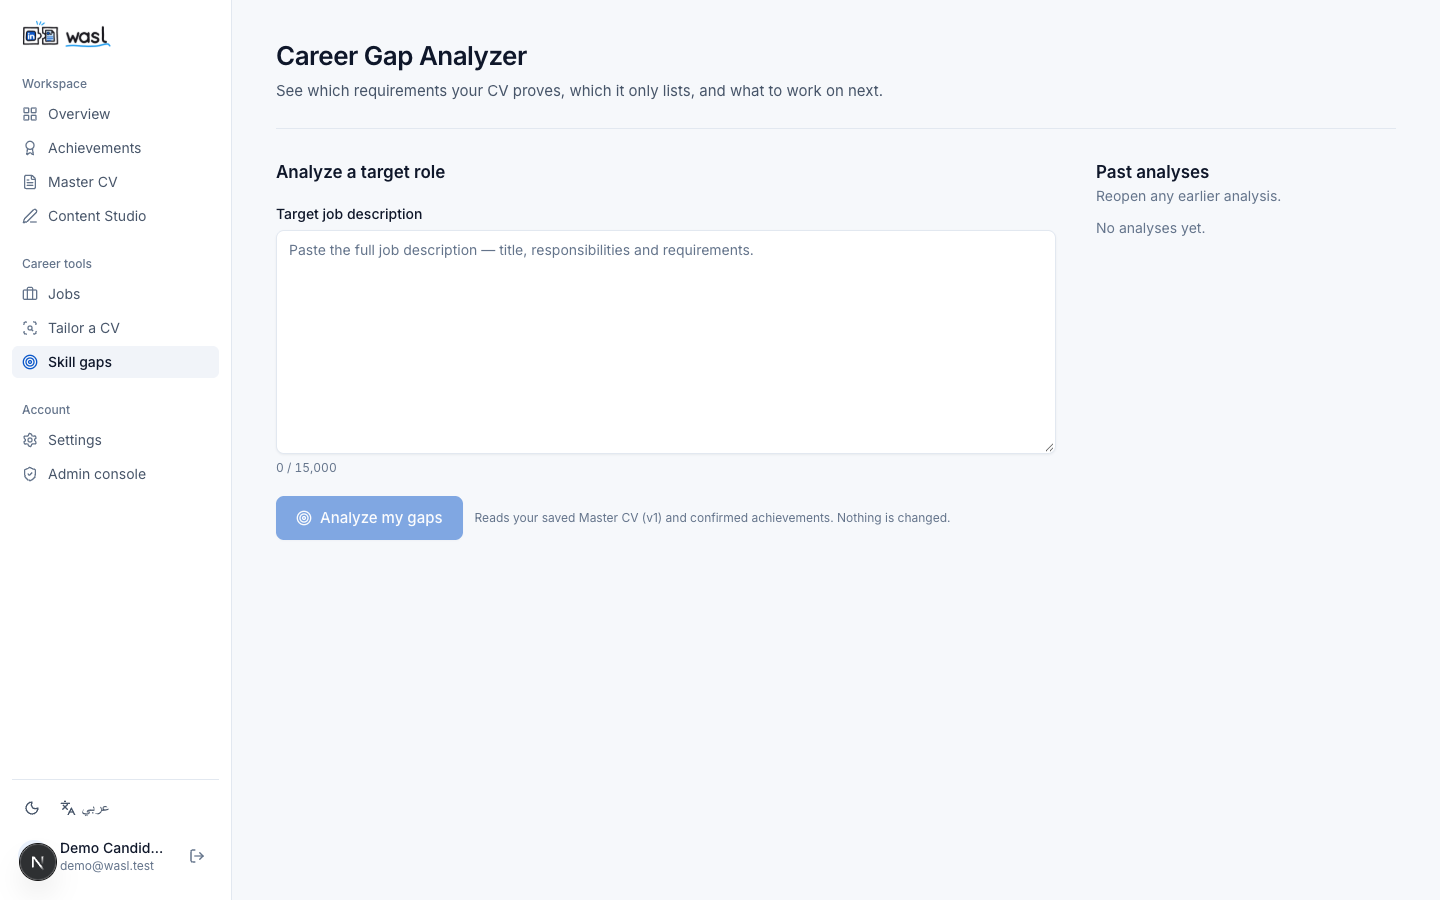 in
wasl
Workspace
Overview
Achievements
Master CV
Content Studio
Career tools
Jobs
Tailor a CV
Skill gaps
Account
Settings
Admin console
عربي
N
Demo Candid...
demo@wasl.test
Career Gap Analyzer
See which requirements your CV proves, which it only lists, and what to work on next.
Analyze a target role
Target job description
Paste the full job description — title, responsibilities and requirements.
0 / 15,000
Analyze my gaps
Reads your saved Master CV (v1) and confirmed achievements. Nothing is changed.
Past analyses
Reopen any earlier analysis.
No analyses yet.